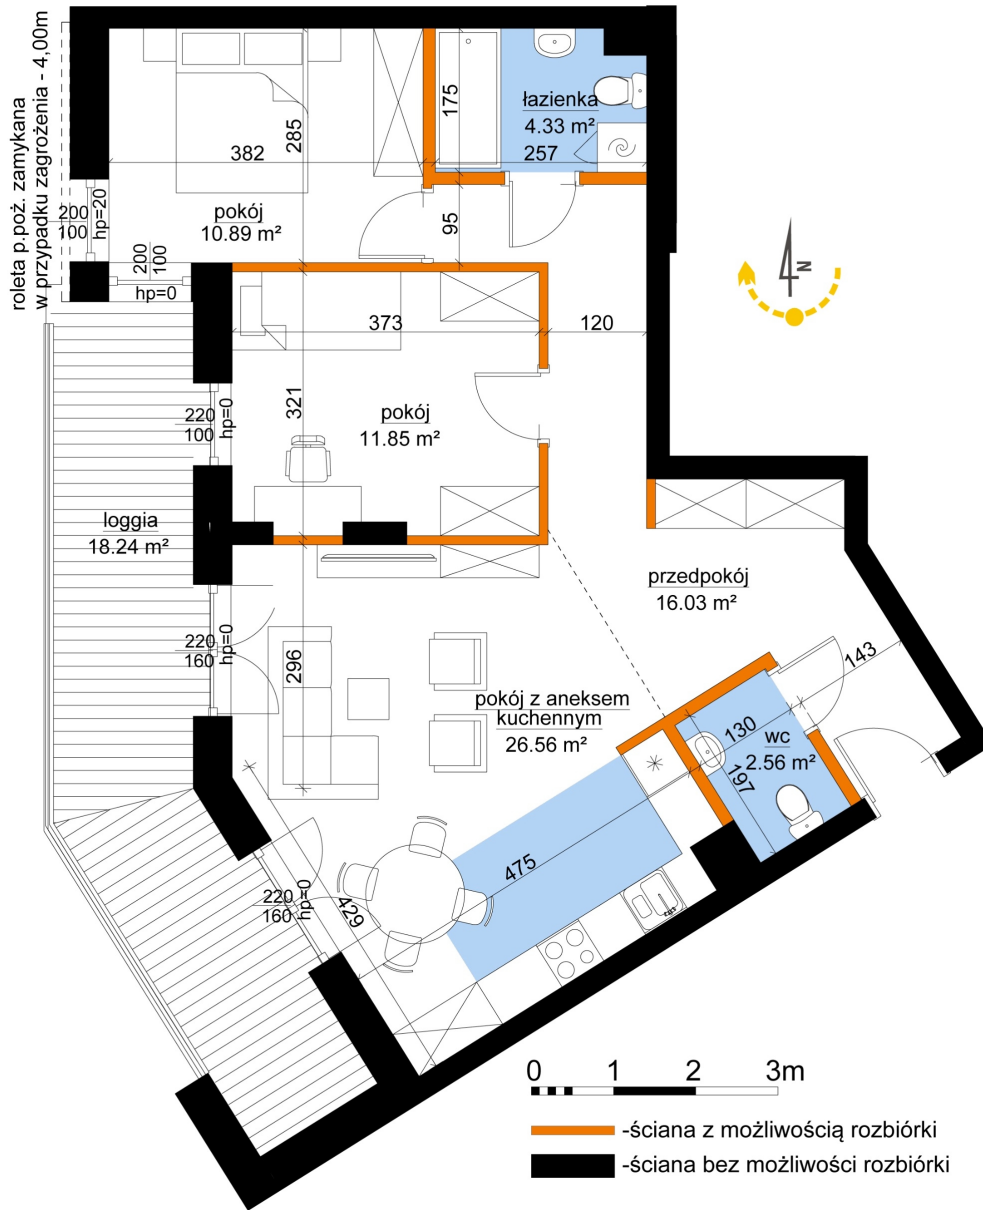 roleta p.poż. zamykana
w przypadku zagrożenia - 4,00m
łazienka
4.33 m²
175
257
285
382
pokój
10.89 m²
95
200
100
hp=20
200
100
hp=0
N
373
120
321
pokój
11.85 m²
220
100
hp=0
loggia
18.24 m²
przedpokój
16.03 m²
143
220
160
hp=0
296
pokój z aneksem
kuchennym
26.56 m²
130
wc
2.56 m²
197
475
220
160
hp=0
429
0 1 2 3m
-ściana z możliwością rozbiórki
-ściana bez możliwości rozbiórki